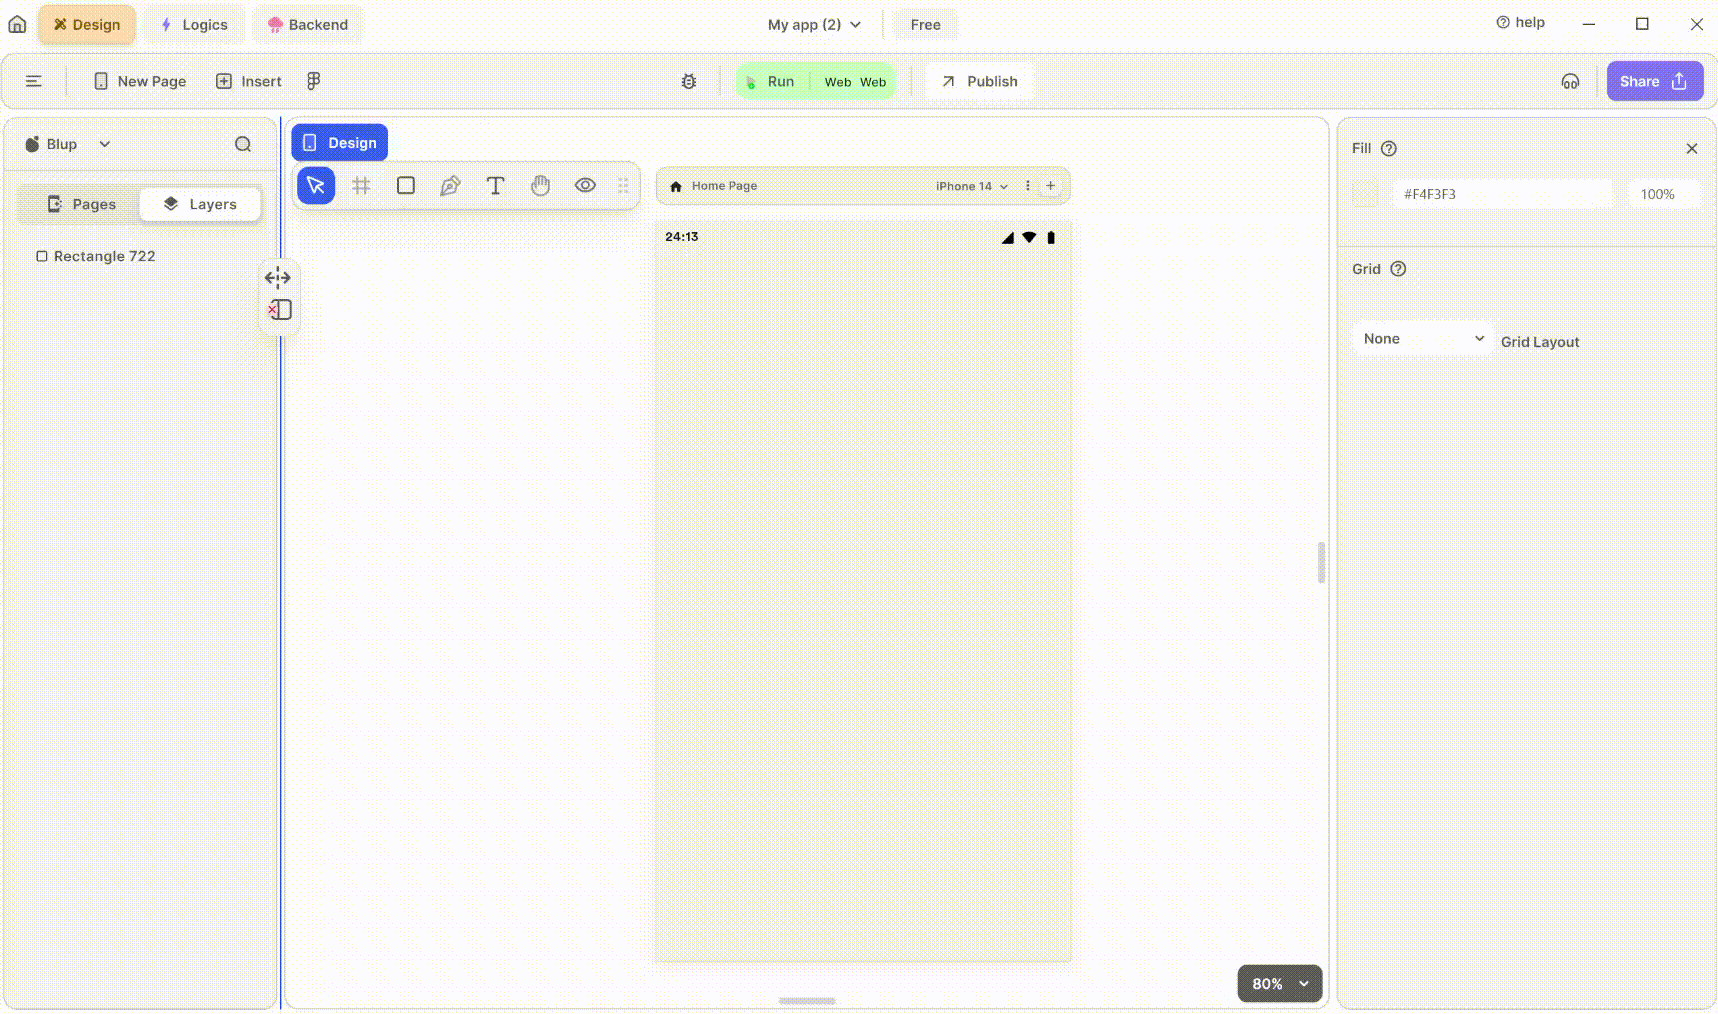 Design
Logics
Backend
My app (2)
Free
help
New Page
Insert
Run
Web Web
Publish
Share
Blup
Pages
Layers
Rectangle 722
Design
Home Page
iPhone 14
24:13
80%
Fill
#F4F3F3
100%
Grid
None
Grid Layout